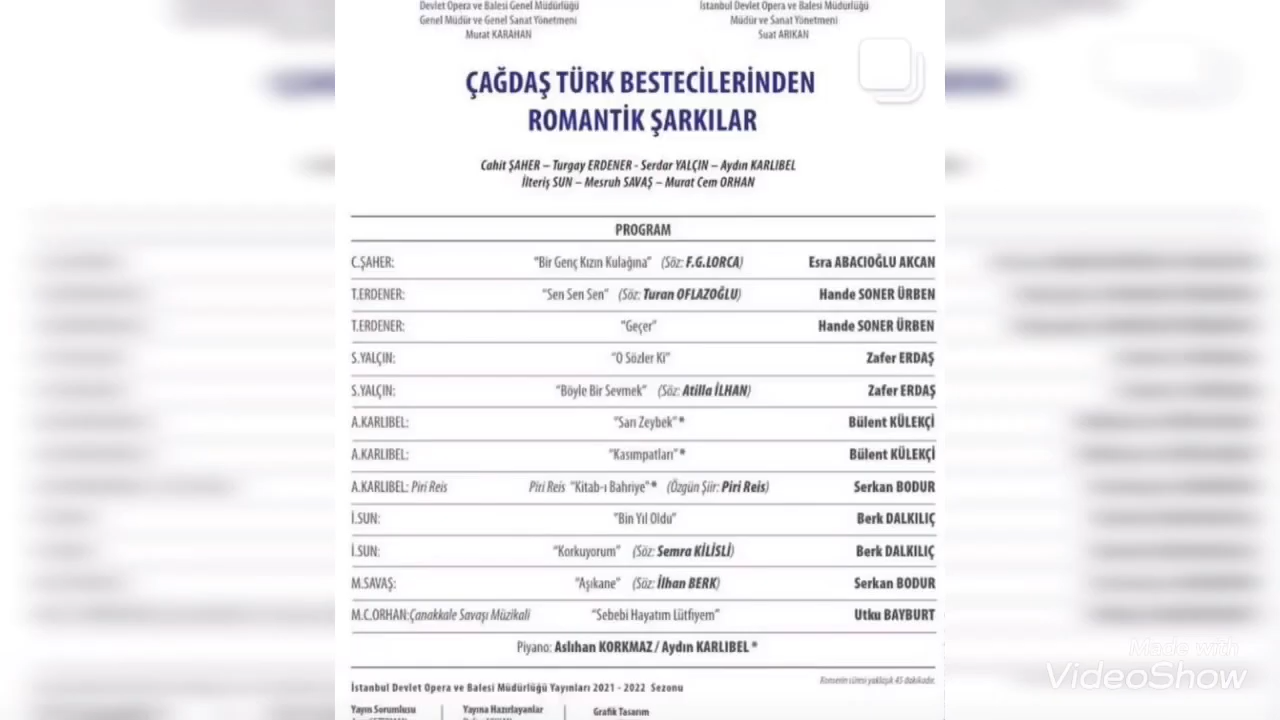 Devlet Opera ve Balesi Genel Müdürlüğü
Genel Müdür ve Genel Sanat Yönetmeni
Murat KARAHAN
İstanbul Devlet Opera ve Balesi Müdürlüğü
Müdür ve Sanat Yönetmeni
Suat ARIKAN
ÇAĞDAŞ TÜRK BESTECİLERİNDEN
ROMANTİK ŞARKILAR
Cahit ŞAHER – Turgay ERDENER - Serdar YALÇIN – Aydın KARLIBEL
İlteriş SUN – Mesruh SAVAŞ – Murat Cem ORHAN
PROGRAM
C.ŞAHER: "Bir Genç Kızın Kulağına" (Söz: F.G.LORCA) Esra ABACIOĞLU AKCAN
T.ERDENER: "Sen Sen Sen" (Söz: Turan OFLAZOĞLU) Hande SONER ÜRBEN
T.ERDENER: "Geçer" Hande SONER ÜRBEN
S.YALÇIN: "O Sözler Ki" Zafer ERDAŞ
S.YALÇIN: "Böyle Bir Sevmek" (Söz: Atilla İLHAN) Zafer ERDAŞ
A.KARLIBEL: "Sarı Zeybek"* Bülent KÜLEKÇİ
A.KARLIBEL: "Kasımpatları"* Bülent KÜLEKÇİ
A.KARLIBEL: Piri Reis Piri Reis "Kitab-ı Bahriye"* (Özgün Şiir: Piri Reis) Serkan BODUR
İ.SUN: "Bin Yıl Oldu" Berk DALKILIÇ
İ.SUN: "Korkuyorum" (Söz: Semra KİLİSLİ) Berk DALKILIÇ
M.SAVAŞ: "Aşıkane" (Söz: İlhan BERK) Serkan BODUR
M.C.ORHAN:Çanakkale Savaşı Müzikali "Sebebi Hayatım Lütfiyem" Utku BAYBURT
Piyano: Aslıhan KORKMAZ / Aydın KARLIBEL *
Konserin süresi yaklaşık 45 dakikadır.
İstanbul Devlet Opera ve Balesi Müdürlüğü Yayınları 2021 - 2022 Sezonu
Yayın Sorumlusu
Yayına Hazırlayanlar
Grafik Tasarım
Made with
VideoShow